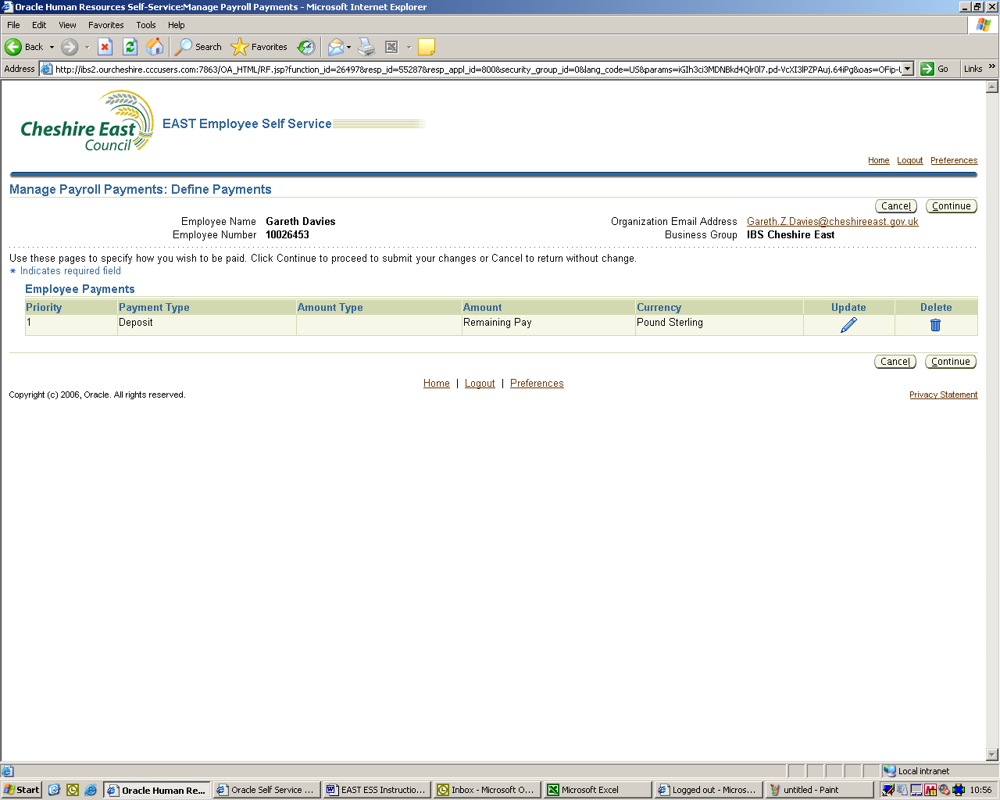 Oracle Human Resources Self-Service:Manage Payroll Payments - Microsoft Internet Explorer
File Edit View Favorites Tools Help
Back Search Favorites
Address http://ibs2.ourcheshire.cccusers.com:7863/OA_HTML/RF.jsp?function_id=26497&resp_id=55287&resp_appl_id=800&security_group_id=0&lang_code=US&params=iGIh3ci3MDNBkd4Qlr0l7.pd-VcXI3lPZPAuj.64iPg&oas=OFip-U Go Links »
Cheshire East
Council
EAST Employee Self Service
Home Logout Preferences
Manage Payroll Payments: Define Payments
Cancel Continue
Employee Name Gareth Davies Organization Email Address Gareth.Z.Davies@cheshireeast.gov.uk
Employee Number 10026453 Business Group IBS Cheshire East
Use these pages to specify how you wish to be paid. Click Continue to proceed to submit your changes or Cancel to return without change.
* Indicates required field
Employee Payments
Priority Payment Type Amount Type Amount Currency Update Delete
1 Deposit Remaining Pay Pound Sterling
Cancel Continue
Home | Logout | Preferences
Copyright (c) 2006, Oracle. All rights reserved. Privacy Statement
Local intranet
Start Oracle Human Re... Oracle Self Service ... EAST ESS Instructio... Inbox - Microsoft O... Microsoft Excel Logged out - Micros... untitled - Paint 10:56